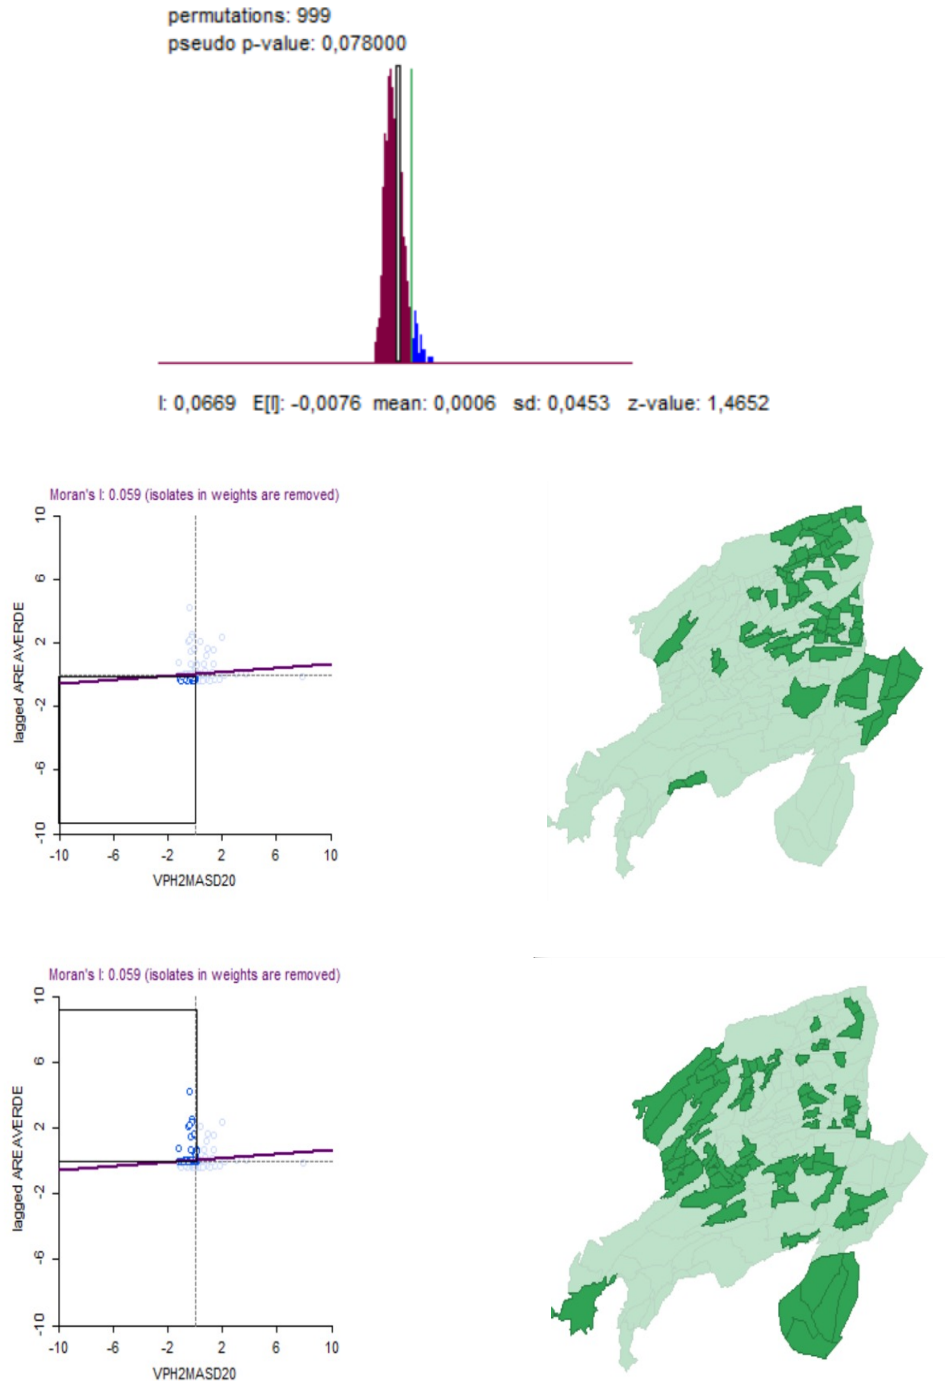 permutations: 999
pseudo p-value: 0,078000
I: 0,0669 E[I]: -0,0076 mean: 0,0006 sd: 0,0453 z-value: 1,4652
Moran's I: 0.059 (isolates in weights are removed)
10
6
2
-2
-6
-10
lagged AREAVERDE
-10 -6 -2 2 6 10
VPH2MASD20
Moran's I: 0.059 (isolates in weights are removed)
10
6
2
-2
-6
-10
lagged AREAVERDE
-10 -6 -2 2 6 10
VPH2MASD20